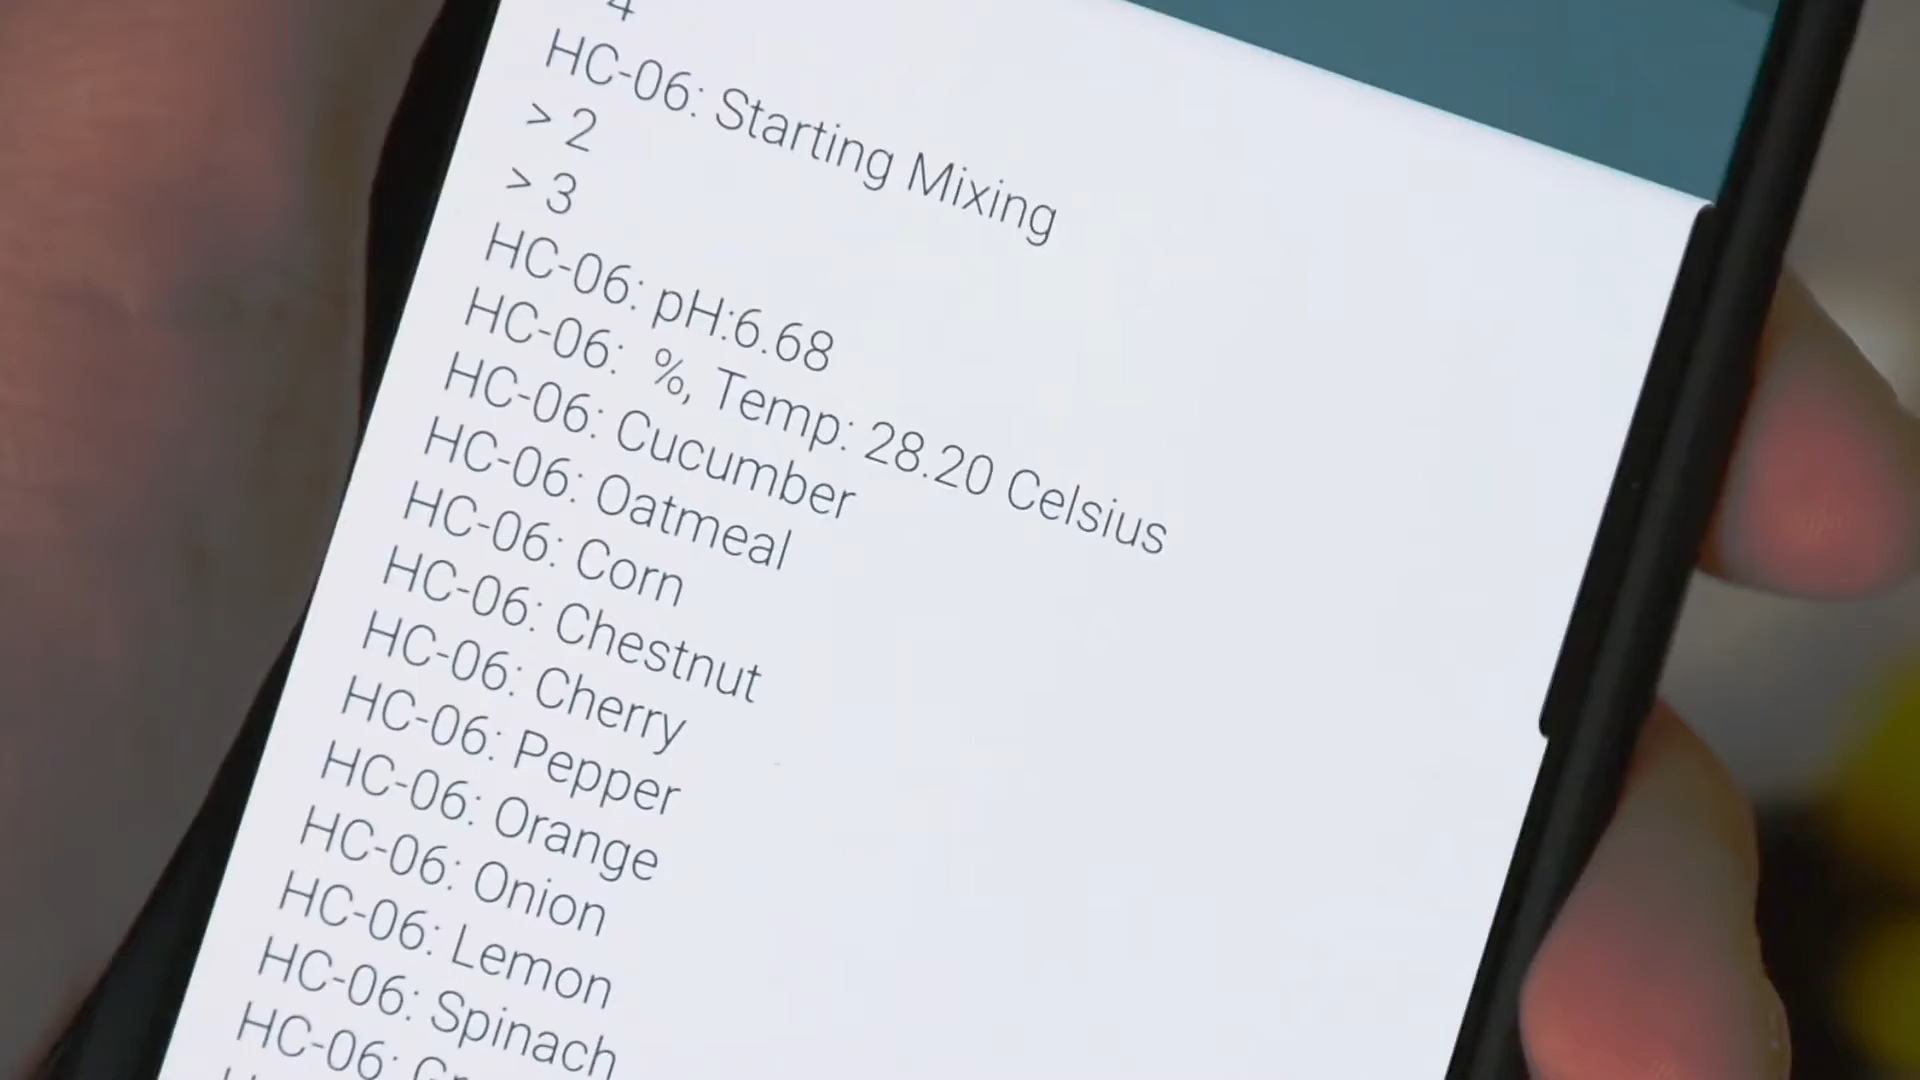 4
HC-06: Starting Mixing
> 2
> 3
HC-06: pH:6.68
HC-06:  %, Temp: 28.20 Celsius
HC-06: Cucumber
HC-06: Oatmeal
HC-06: Corn
HC-06: Chestnut
HC-06: Cherry
HC-06: Pepper
HC-06: Orange
HC-06: Onion
HC-06: Lemon
HC-06: Spinach
HC-06: